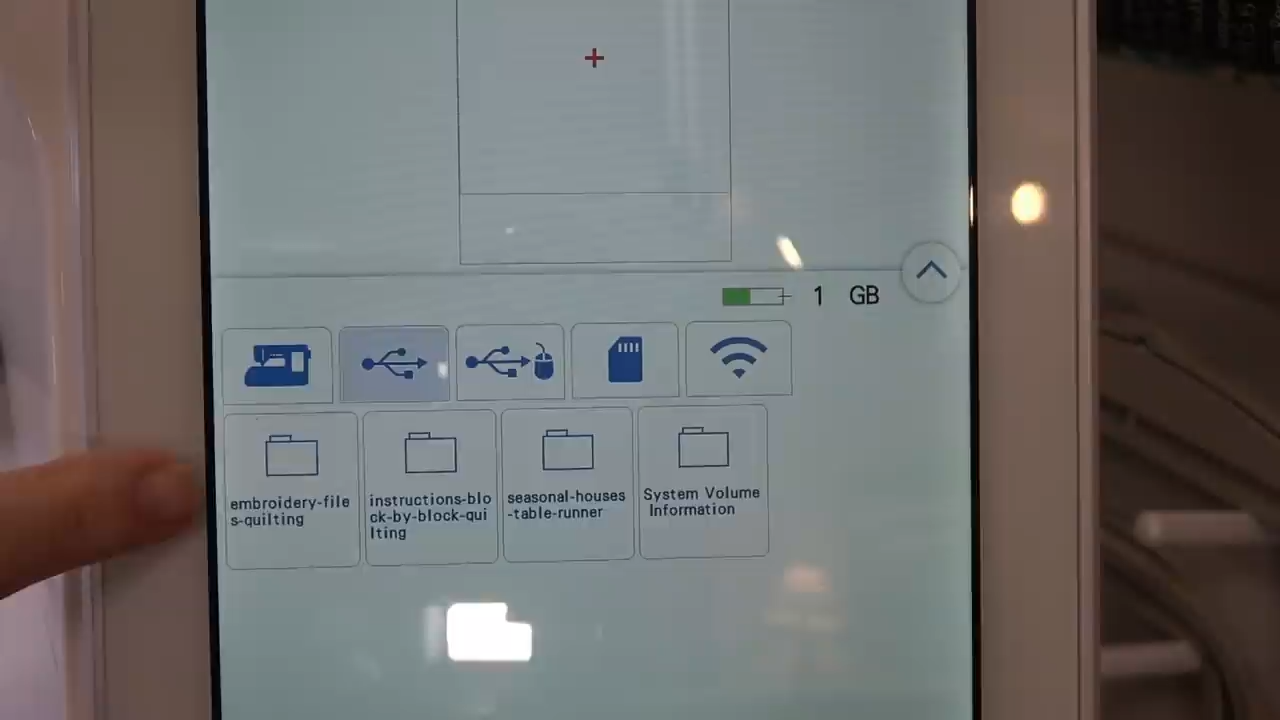 1 GB
embroidery-file
s-quilting
instructions-blo
ck-by-block-qui
lting
seasonal-houses
-table-runner
System Volume
Information